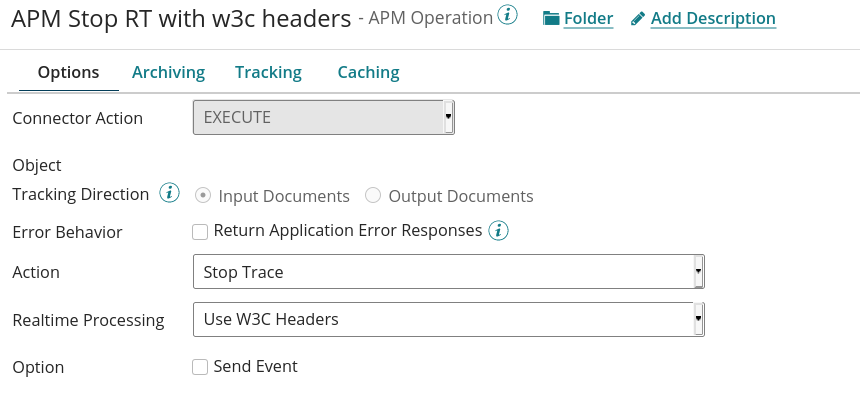 APM Stop RT with w3c headers - APM Operation i Folder Add Description
Options Archiving Tracking Caching
Connector Action EXECUTE
Object
Tracking Direction i Input Documents Output Documents
Error Behavior Return Application Error Responses i
Action Stop Trace
Realtime Processing Use W3C Headers
Option Send Event